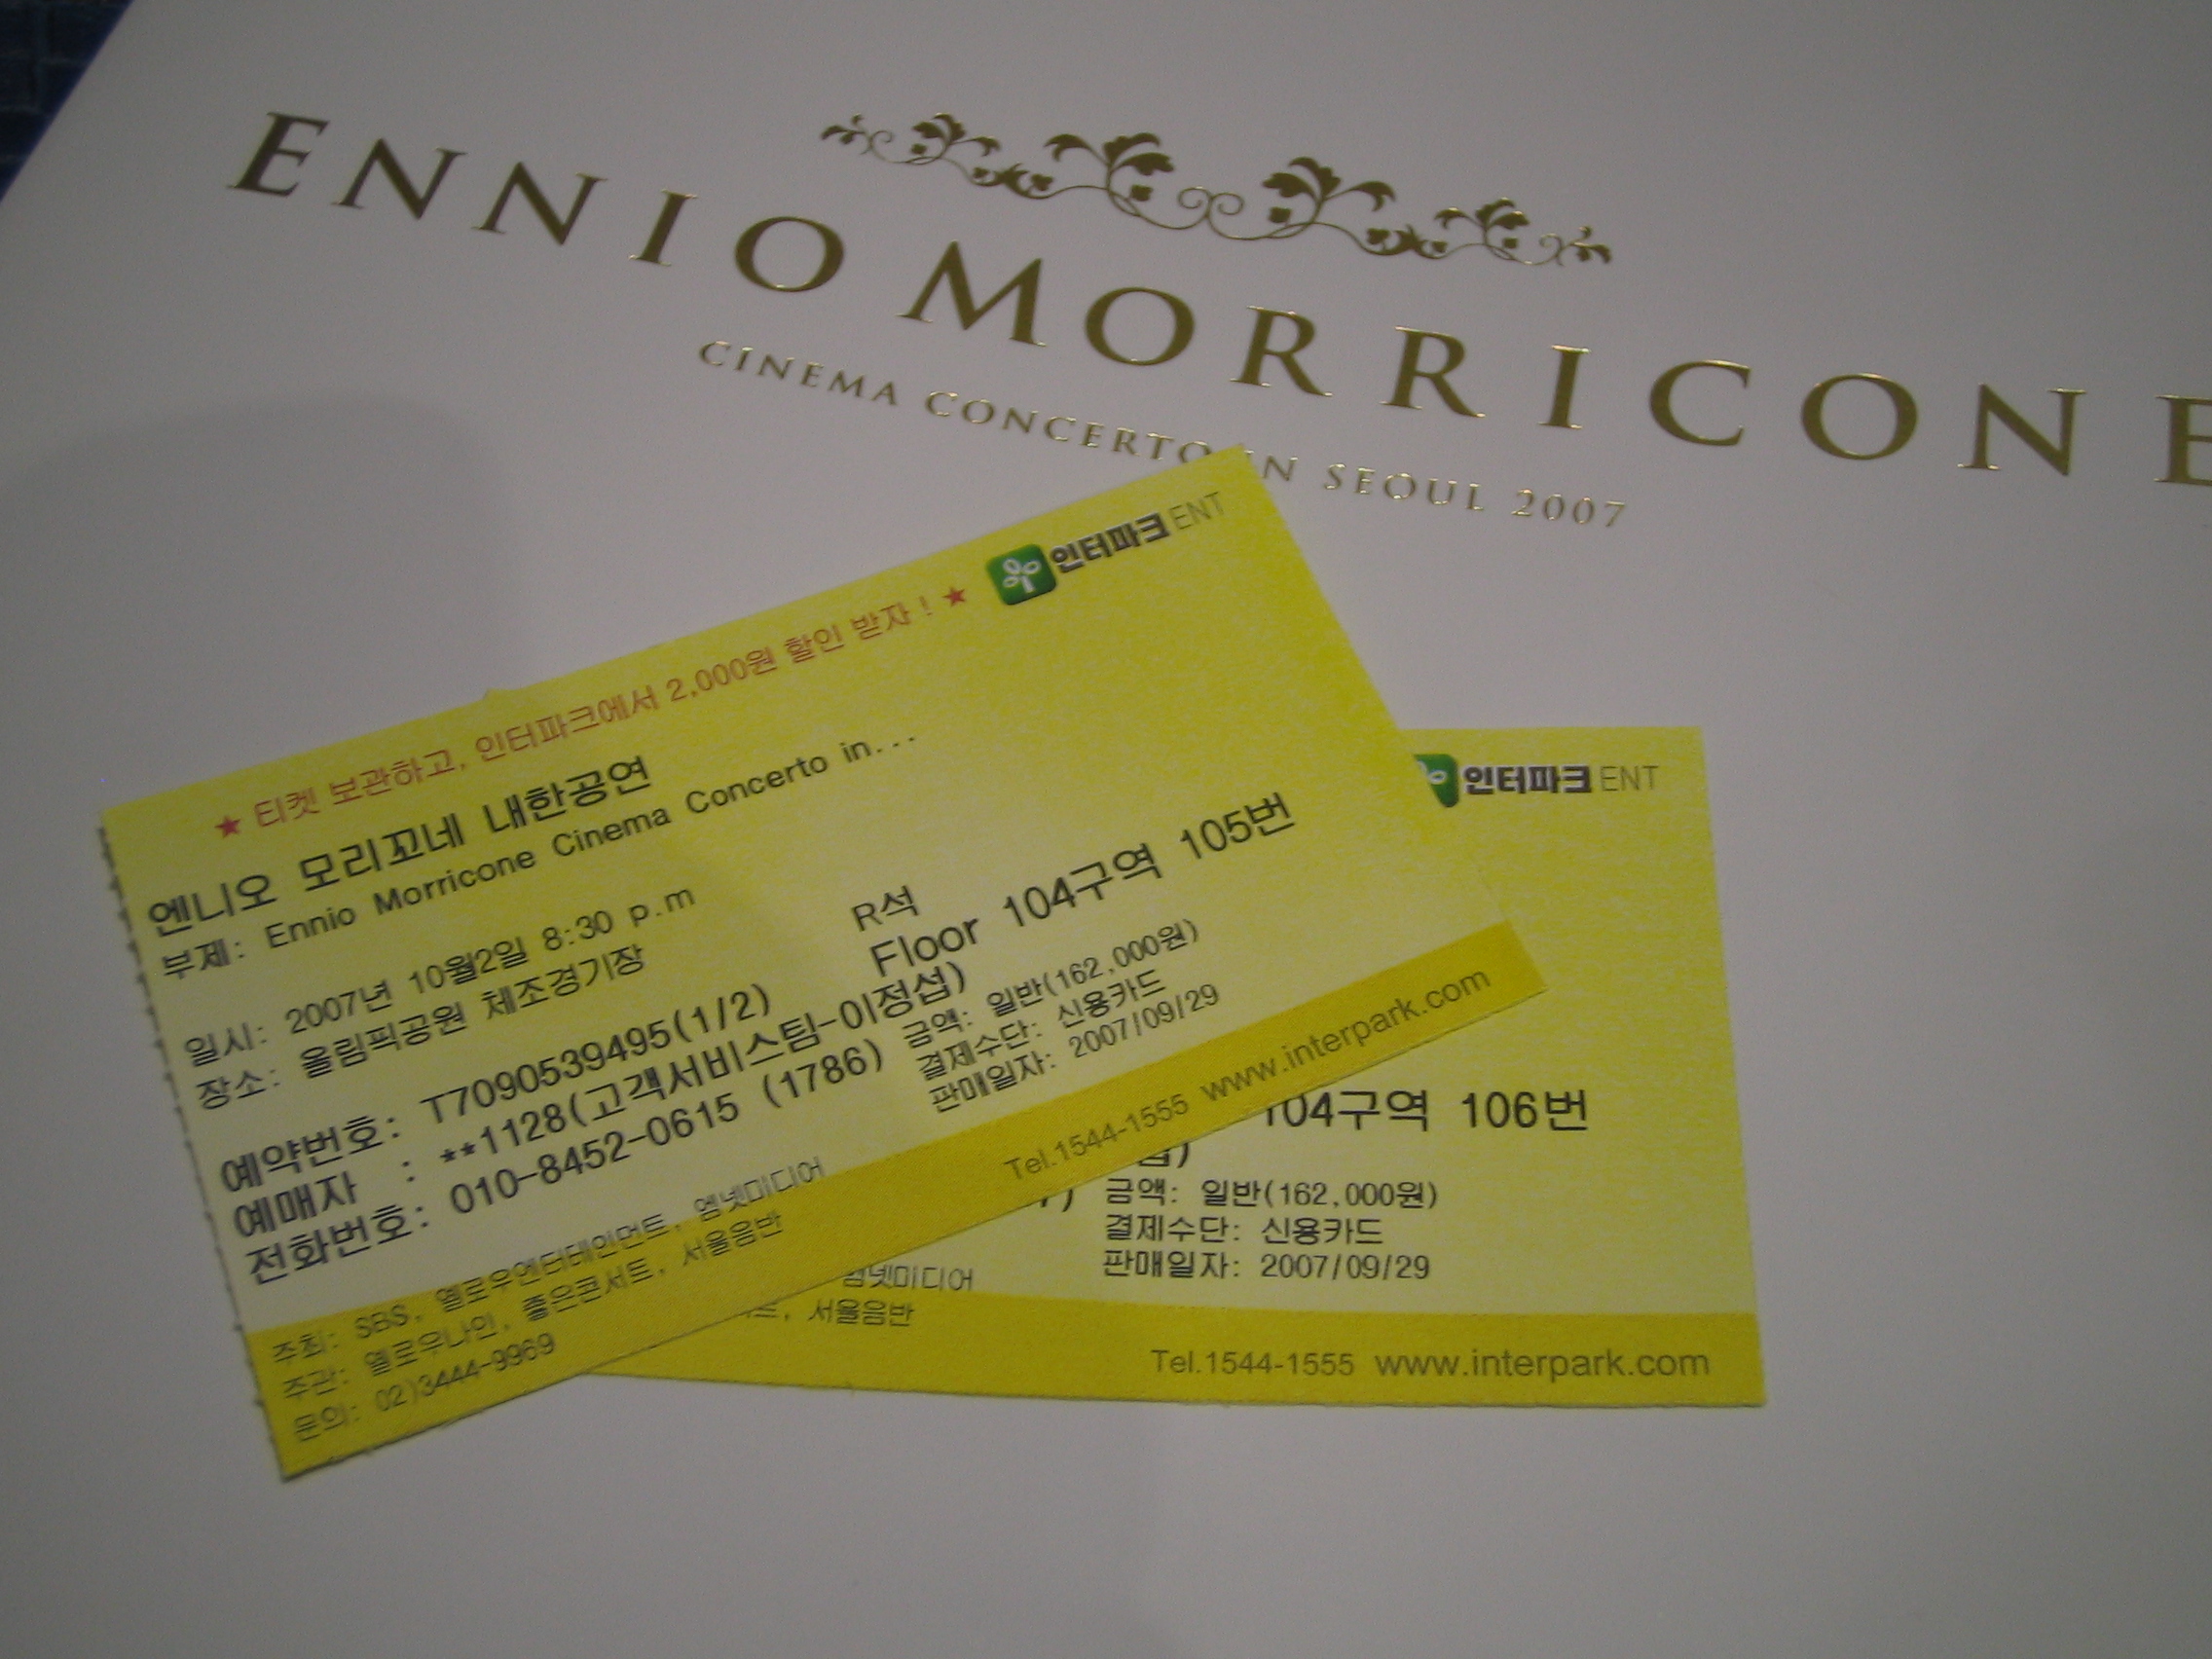 ENNIO MORRICONE
CINEMA CONCERTO IN SEOUL 2007
인터파크 ENT
★ 티켓 보관하고, 인터파크에서 2,000원 할인 받자 ! ★
엔니오 모리꼬네 내한공연
부제: Ennio Morricone Cinema Concerto in...
일시: 2007년 10월2일 8:30 p.m
장소: 올림픽공원 체조경기장
R석
Floor 104구역 105번
예약번호: T7090539495(1/2)
예매자 : **1128(고객서비스팀-이정섭)
전화번호: 010-8452-0615 (1786)
금액: 일반(162,000원)
결제수단: 신용카드
판매일자: 2007/09/29
주최: SBS, 옐로우엔터테인먼트, 엠넷미디어
주관: 옐로우나인, 좋은콘서트, 서울음반
문의: 02)3444-9969
Tel.1544-1555 www.interpark.com
인터파크 ENT
104구역 106번
섭)
금액: 일반(162,000원)
결제수단: 신용카드
판매일자: 2007/09/29
엠넷미디어
트, 서울음반
Tel.1544-1555 www.interpark.com